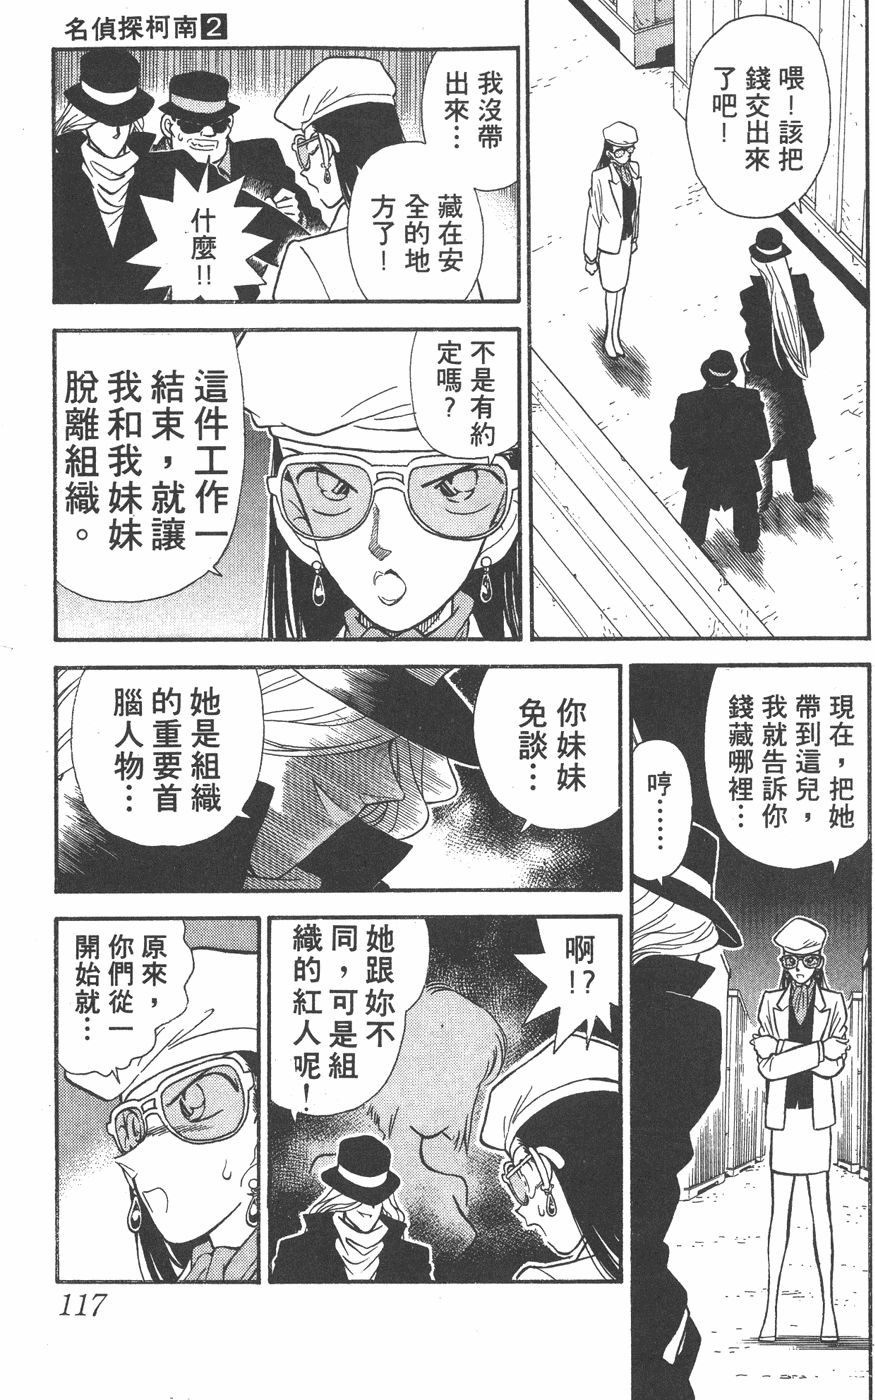 名偵探柯南2
喂！該把
錢交出來
了吧！
我沒帶
出來…
藏在安
全的地
方了！
什麼!!
不是有約
定嗎？
這件工作一
結束，就讓
我和我妹妹
脫離組織。
現在，把她
帶到這兒，
我就告訴你
錢藏哪裡…
哼……
你妹妹
免談…
她是組織
的重要首
腦人物…
啊!?
她跟妳不
同，可是組
織的紅人呢！
原來，
你們從一
開始就…
117